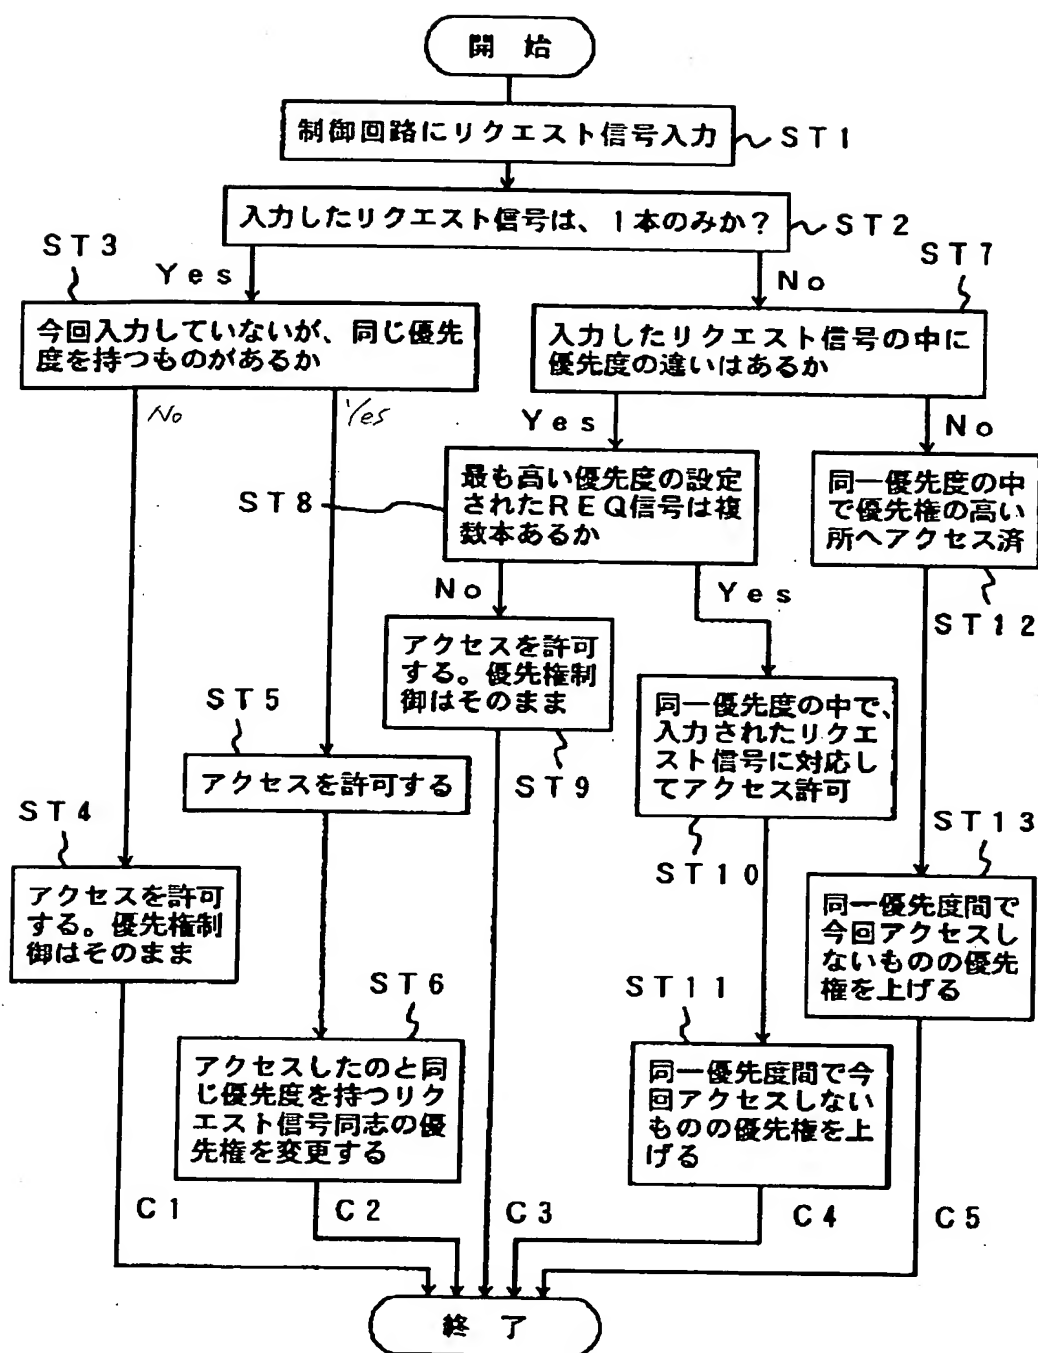 開始
制御回路にリクエスト信号入力
ST1
入力したリクエスト信号は、1本のみか?
ST2
ST3
Yes
No
ST7
今回入力していないが、同じ優先
度を持つものがあるか
入力したリクエスト信号の中に
優先度の違いはあるか
No
Yes
Yes
No
ST8
最も高い優先度の設定
されたREQ信号は複
数本あるか
同一優先度の中
で優先権の高い
所へアクセス済
No
Yes
ST12
アクセスを許可
する。優先権制
御はそのまま
ST9
同一優先度の中で、
入力されたリクエ
スト信号に対応し
てアクセス許可
ST10
ST5
アクセスを許可する
ST4
アクセスを許可
する。優先権制
御はそのまま
ST13
同一優先度間で
今回アクセスし
ないものの優先
権を上げる
ST6
アクセスしたのと同
じ優先度を持つリク
エスト信号同志の優
先権を変更する
ST11
同一優先度間で今
回アクセスしない
ものの優先権を上
げる
C1
C2
C3
C4
C5
終了